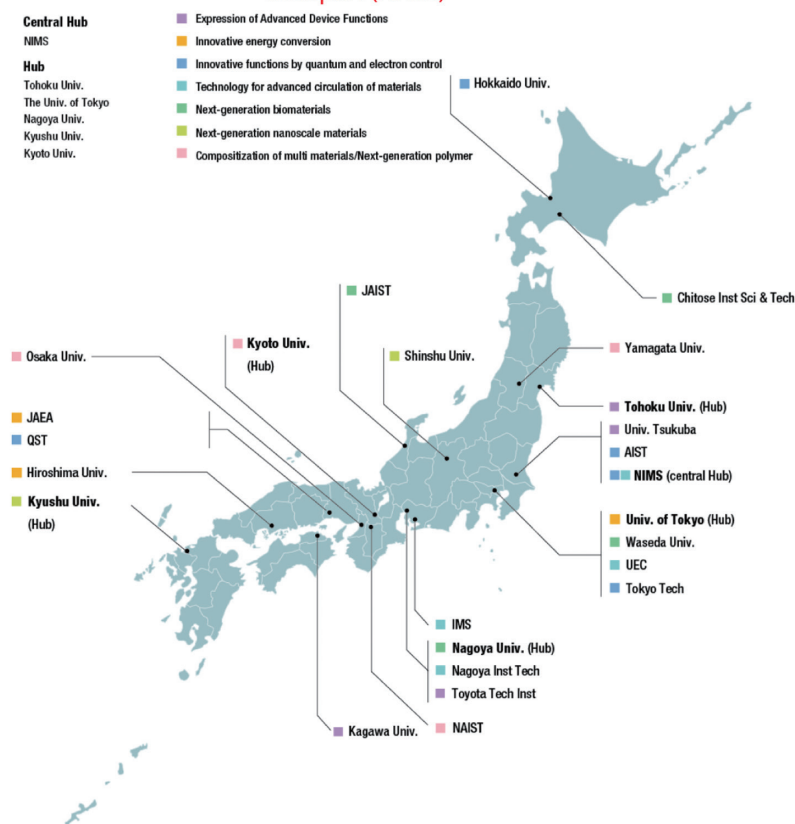 Central Hub
NIMS
Hub
Tohoku Univ.
The Univ. of Tokyo
Nagoya Univ.
Kyushu Univ.
Kyoto Univ.
Expression of Advanced Device Functions
Innovative energy conversion
Innovative functions by quantum and electron control
Technology for advanced circulation of materials
Next-generation biomaterials
Next-generation nanoscale materials
Compositization of multi materials/Next-generation polymer
Hokkaido Univ.
Chitose Inst Sci & Tech
JAIST
Kyoto Univ.
(Hub)
Shinshu Univ.
Yamagata Univ.
Osaka Univ.
Tohoku Univ. (Hub)
Univ. Tsukuba
AIST
NIMS (central Hub)
JAEA
QST
Hiroshima Univ.
Kyushu Univ.
(Hub)
Univ. of Tokyo (Hub)
Waseda Univ.
UEC
Tokyo Tech
IMS
Nagoya Univ. (Hub)
Nagoya Inst Tech
Toyota Tech Inst
NAIST
Kagawa Univ.